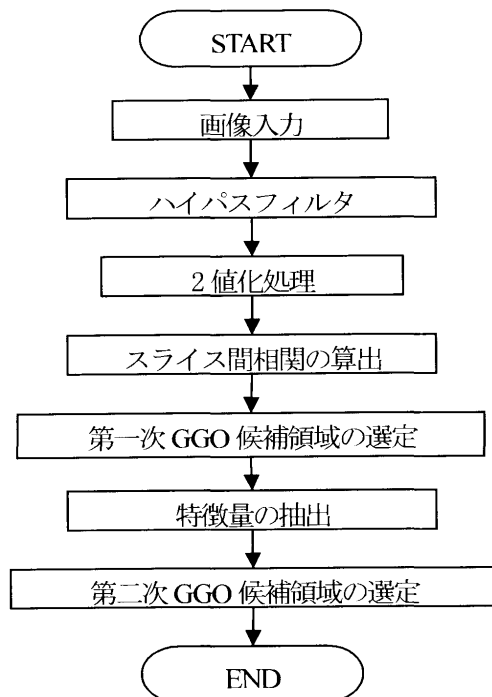 START
画像入力
ハイパスフィルタ
2値化処理
スライス間相関の算出
第一次 GGO 候補領域の選定
特徴量の抽出
第二次 GGO 候補領域の選定
END